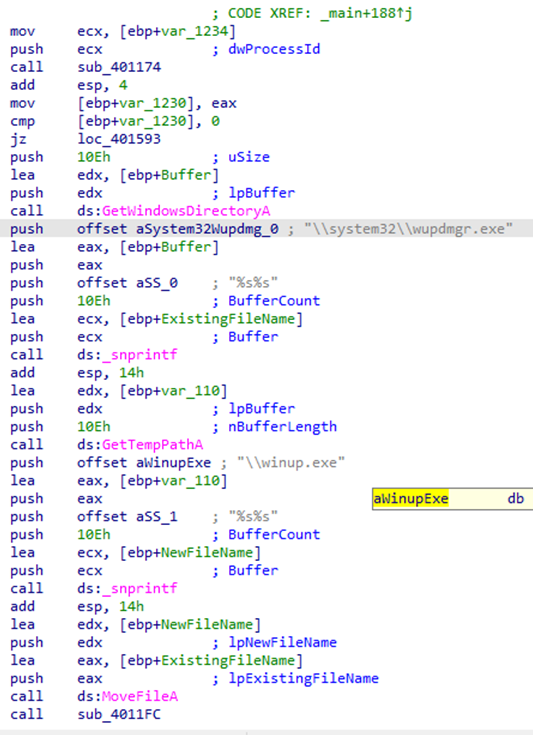 ; CODE XREF: _main+188↑j
mov ecx, [ebp+var_1234]
push ecx ; dwProcessId
call sub_401174
add esp, 4
mov [ebp+var_1230], eax
cmp [ebp+var_1230], 0
jz loc_401593
push 10Eh ; uSize
lea edx, [ebp+Buffer]
push edx ; lpBuffer
call ds:GetWindowsDirectoryA
push offset aSystem32Wupdmg_0 ; "\\system32\\wupdmgr.exe"
lea eax, [ebp+Buffer]
push eax
push offset aSS_0 ; "%s%s"
push 10Eh ; BufferCount
lea ecx, [ebp+ExistingFileName]
push ecx ; Buffer
call ds:_snprintf
add esp, 14h
lea edx, [ebp+var_110]
push edx ; lpBuffer
push 10Eh ; nBufferLength
call ds:GetTempPathA
push offset aWinupExe ; "\\winup.exe"
lea eax, [ebp+var_110]
push eax
aWinupExe db
push offset aSS_1 ; "%s%s"
push 10Eh ; BufferCount
lea ecx, [ebp+NewFileName]
push ecx ; Buffer
call ds:_snprintf
add esp, 14h
lea edx, [ebp+NewFileName]
push edx ; lpNewFileName
lea eax, [ebp+ExistingFileName]
push eax ; lpExistingFileName
call ds:MoveFileA
call sub_4011FC